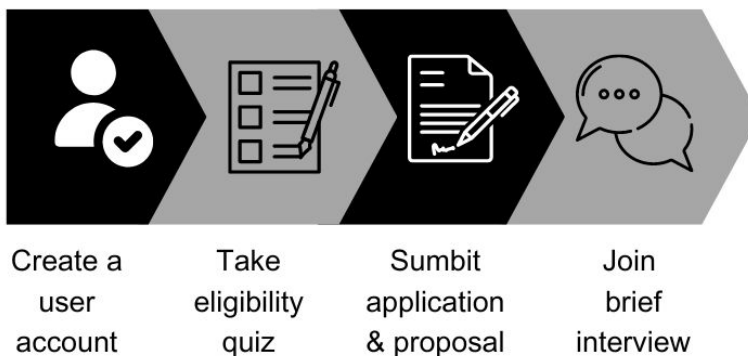 Create a
user
account
Take
eligibility
quiz
Sumbit
application
& proposal
Join
brief
interview